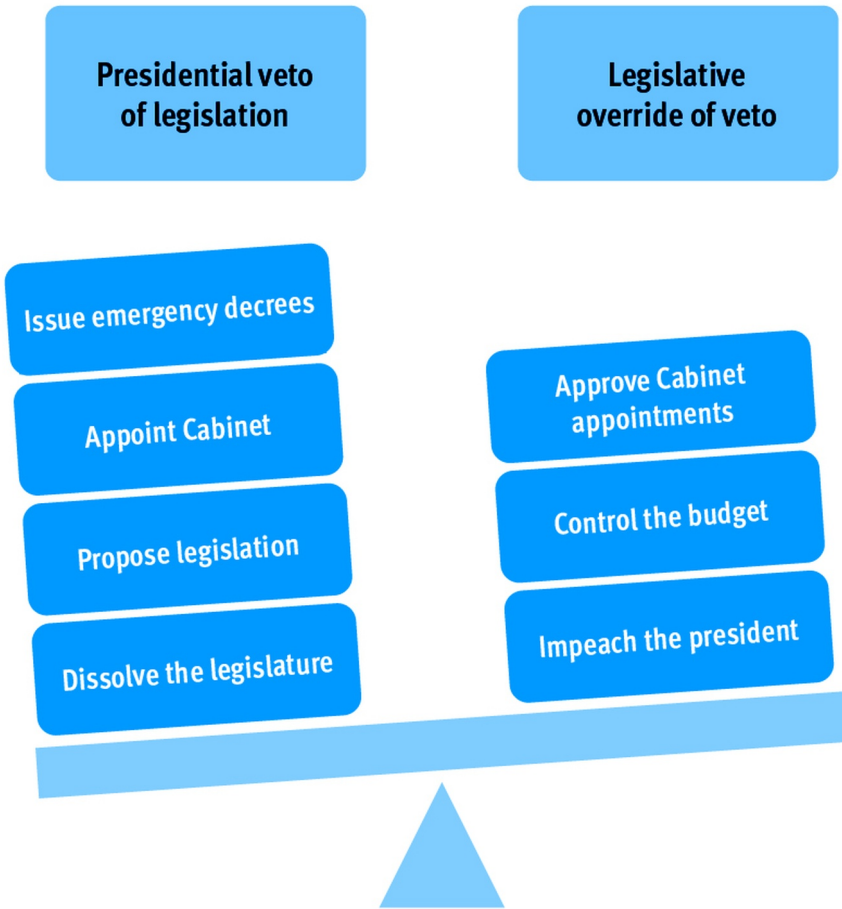 Presidential veto
of legislation
Legislative
override of veto
Issue emergency decrees
Appoint Cabinet
Propose legislation
Dissolve the legislature
Approve Cabinet
appointments
Control the budget
Impeach the president